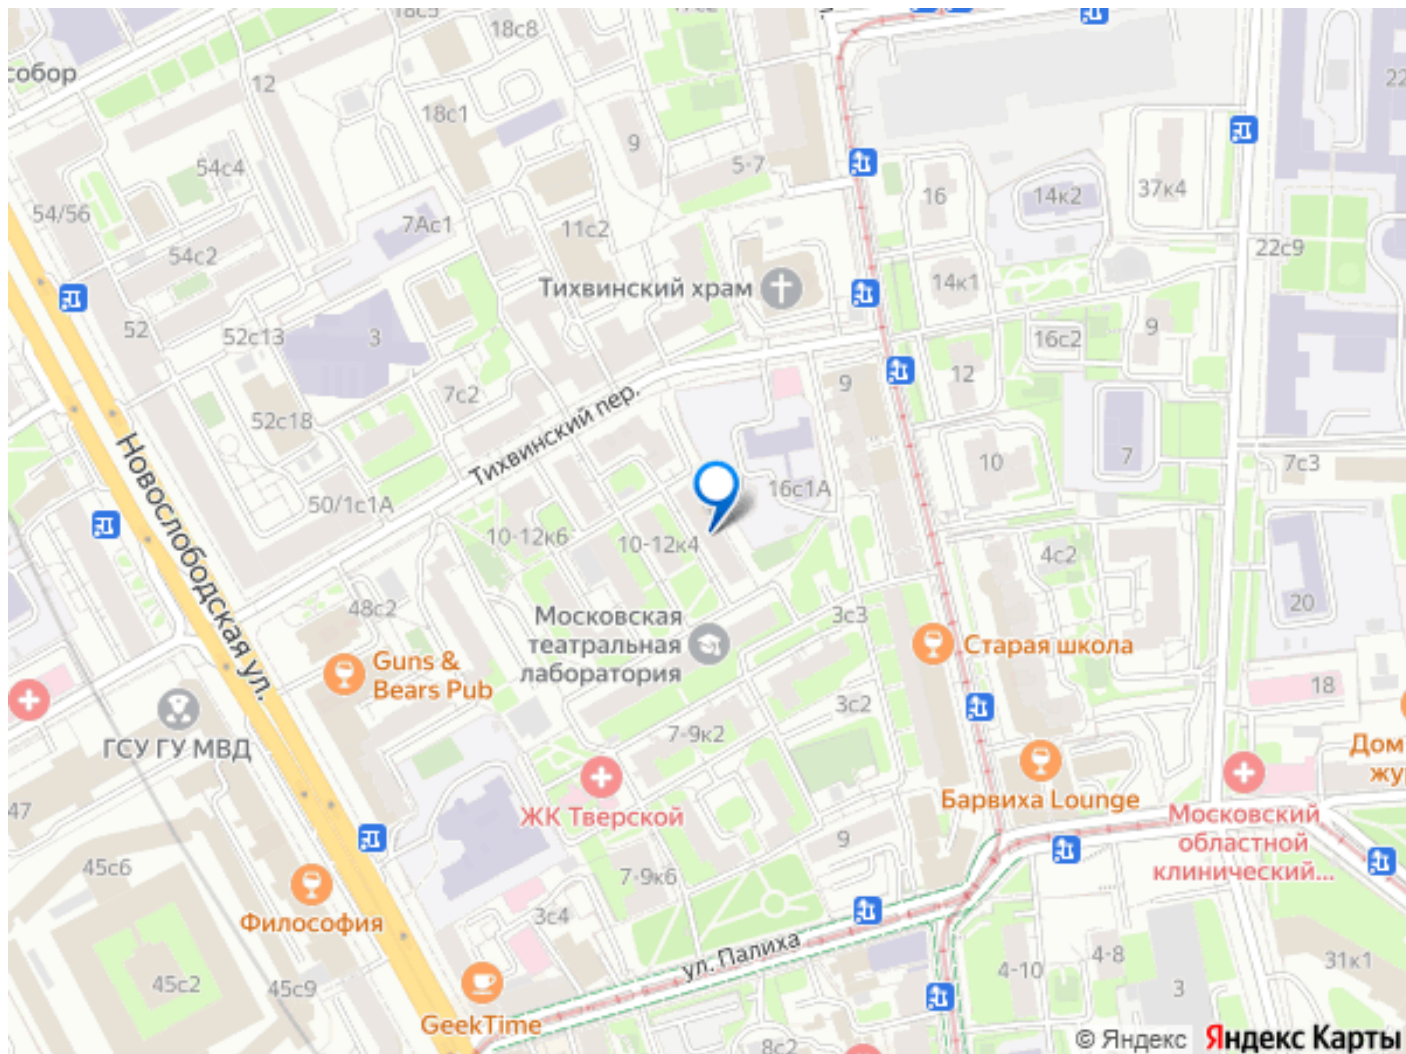 18с5
17с2
18с8
собор
12
18с1
9
5-7
22
54с4
16
14к2
37к4
54/56
7Ас1
11с2
22с9
54с2
Тихвинский храм
14к1
52
52с13
3
16с2
9
7с2
9
12
52с18
Тихвинский пер.
Новослободская ул.
10
7
7с3
50/1с1А
16с1А
10-12к6
10-12к4
4с2
48с2
20
Московская
театральная
лаборатория
3с3
Старая школа
Guns &
Bears Pub
18
3с2
ГСУ ГУ МВД
7-9к2
Дом
жу
ЖК Тверской
Барвиха Lounge
Московский
областной
клинический...
47
45с6
9
7-9к6
Философия
3с4
ул. Палиха
4-8
4-10
31к1
45с2
45с9
3
GeekTime
8с2
© Яндекс Яндекс Карты